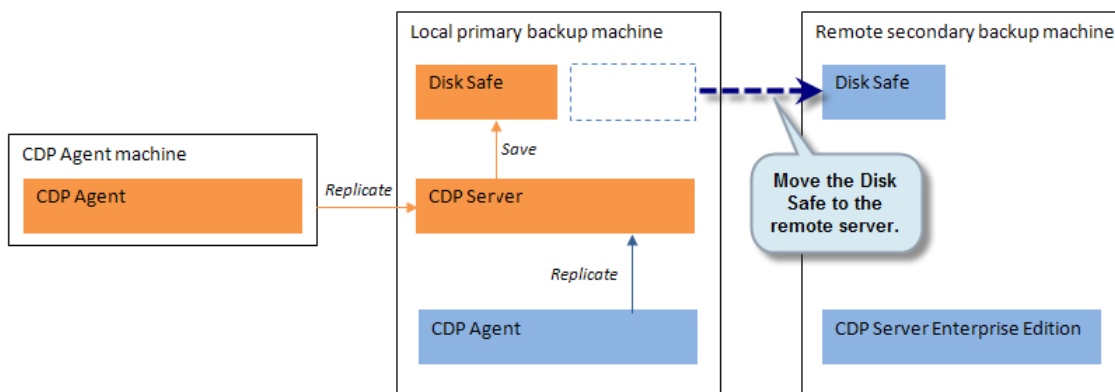 Local primary backup machine
Remote secondary backup machine
Disk Safe
Disk Safe
CDP Agent machine
Save
CDP Agent
Replicate
CDP Server
Move the Disk
Safe to the
remote server.
Replicate
CDP Agent
CDP Server Enterprise Edition